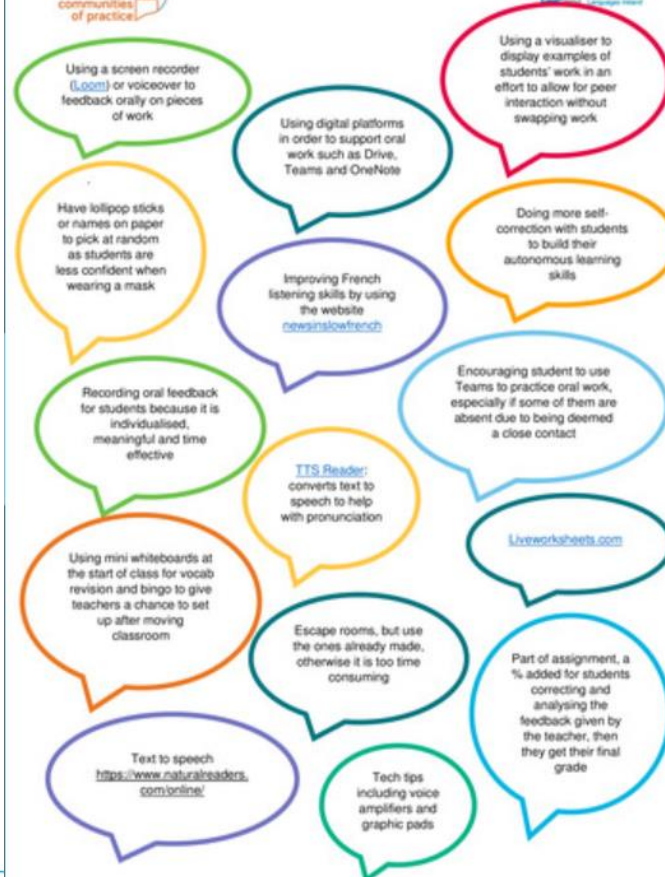 communities
of practice
Languages Ireland
Using a screen recorder
(Loom) or voiceover to
feedback orally on pieces
of work
Using a visualiser to
display examples of
students' work in an
effort to allow for peer
interaction without
swapping work
Using digital platforms
in order to support oral
work such as Drive,
Teams and OneNote
Have lollipop sticks
or names on paper
to pick at random
as students are
less confident when
wearing a mask
Doing more self-
correction with students
to build their
autonomous learning
skills
Improving French
listening skills by using
the website
newsinslowfrench
Recording oral feedback
for students because it is
individualised,
meaningful and time
effective
Encouraging student to use
Teams to practice oral work,
especially if some of them are
absent due to being deemed
a close contact
TTS Reader:
converts text to
speech to help
with pronunciation
Liveworksheets.com
Using mini whiteboards at
the start of class for vocab
revision and bingo to give
teachers a chance to set
up after moving
classroom
Escape rooms, but use
the ones already made,
otherwise it is too time
consuming
Part of assignment, a
% added for students
correcting and
analysing the
feedback given by
the teacher, then
they get their final
grade
Text to speech
https://www.naturalreaders.
com/online/
Tech tips
including voice
amplifiers and
graphic pads